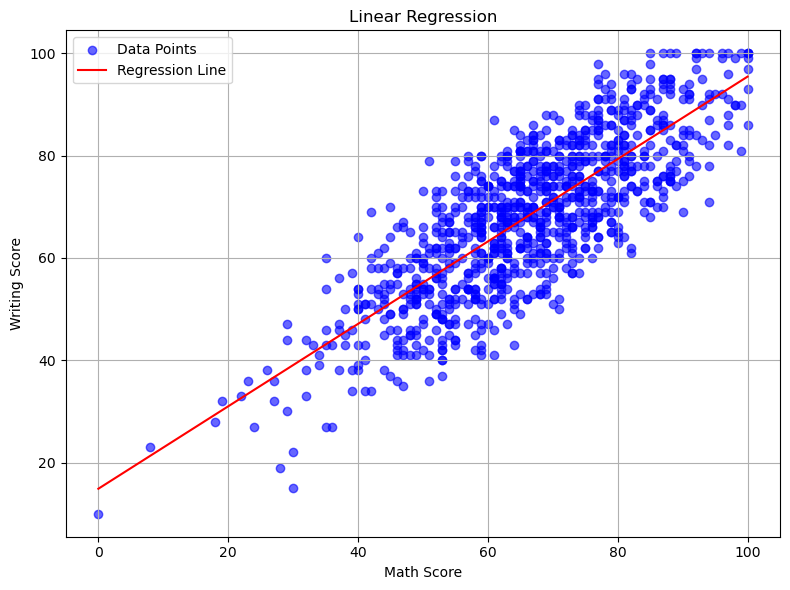 Linear Regression
Data Points
Regression Line
100
80
60
40
20
Writing Score
0
20
40
60
80
100
Math Score